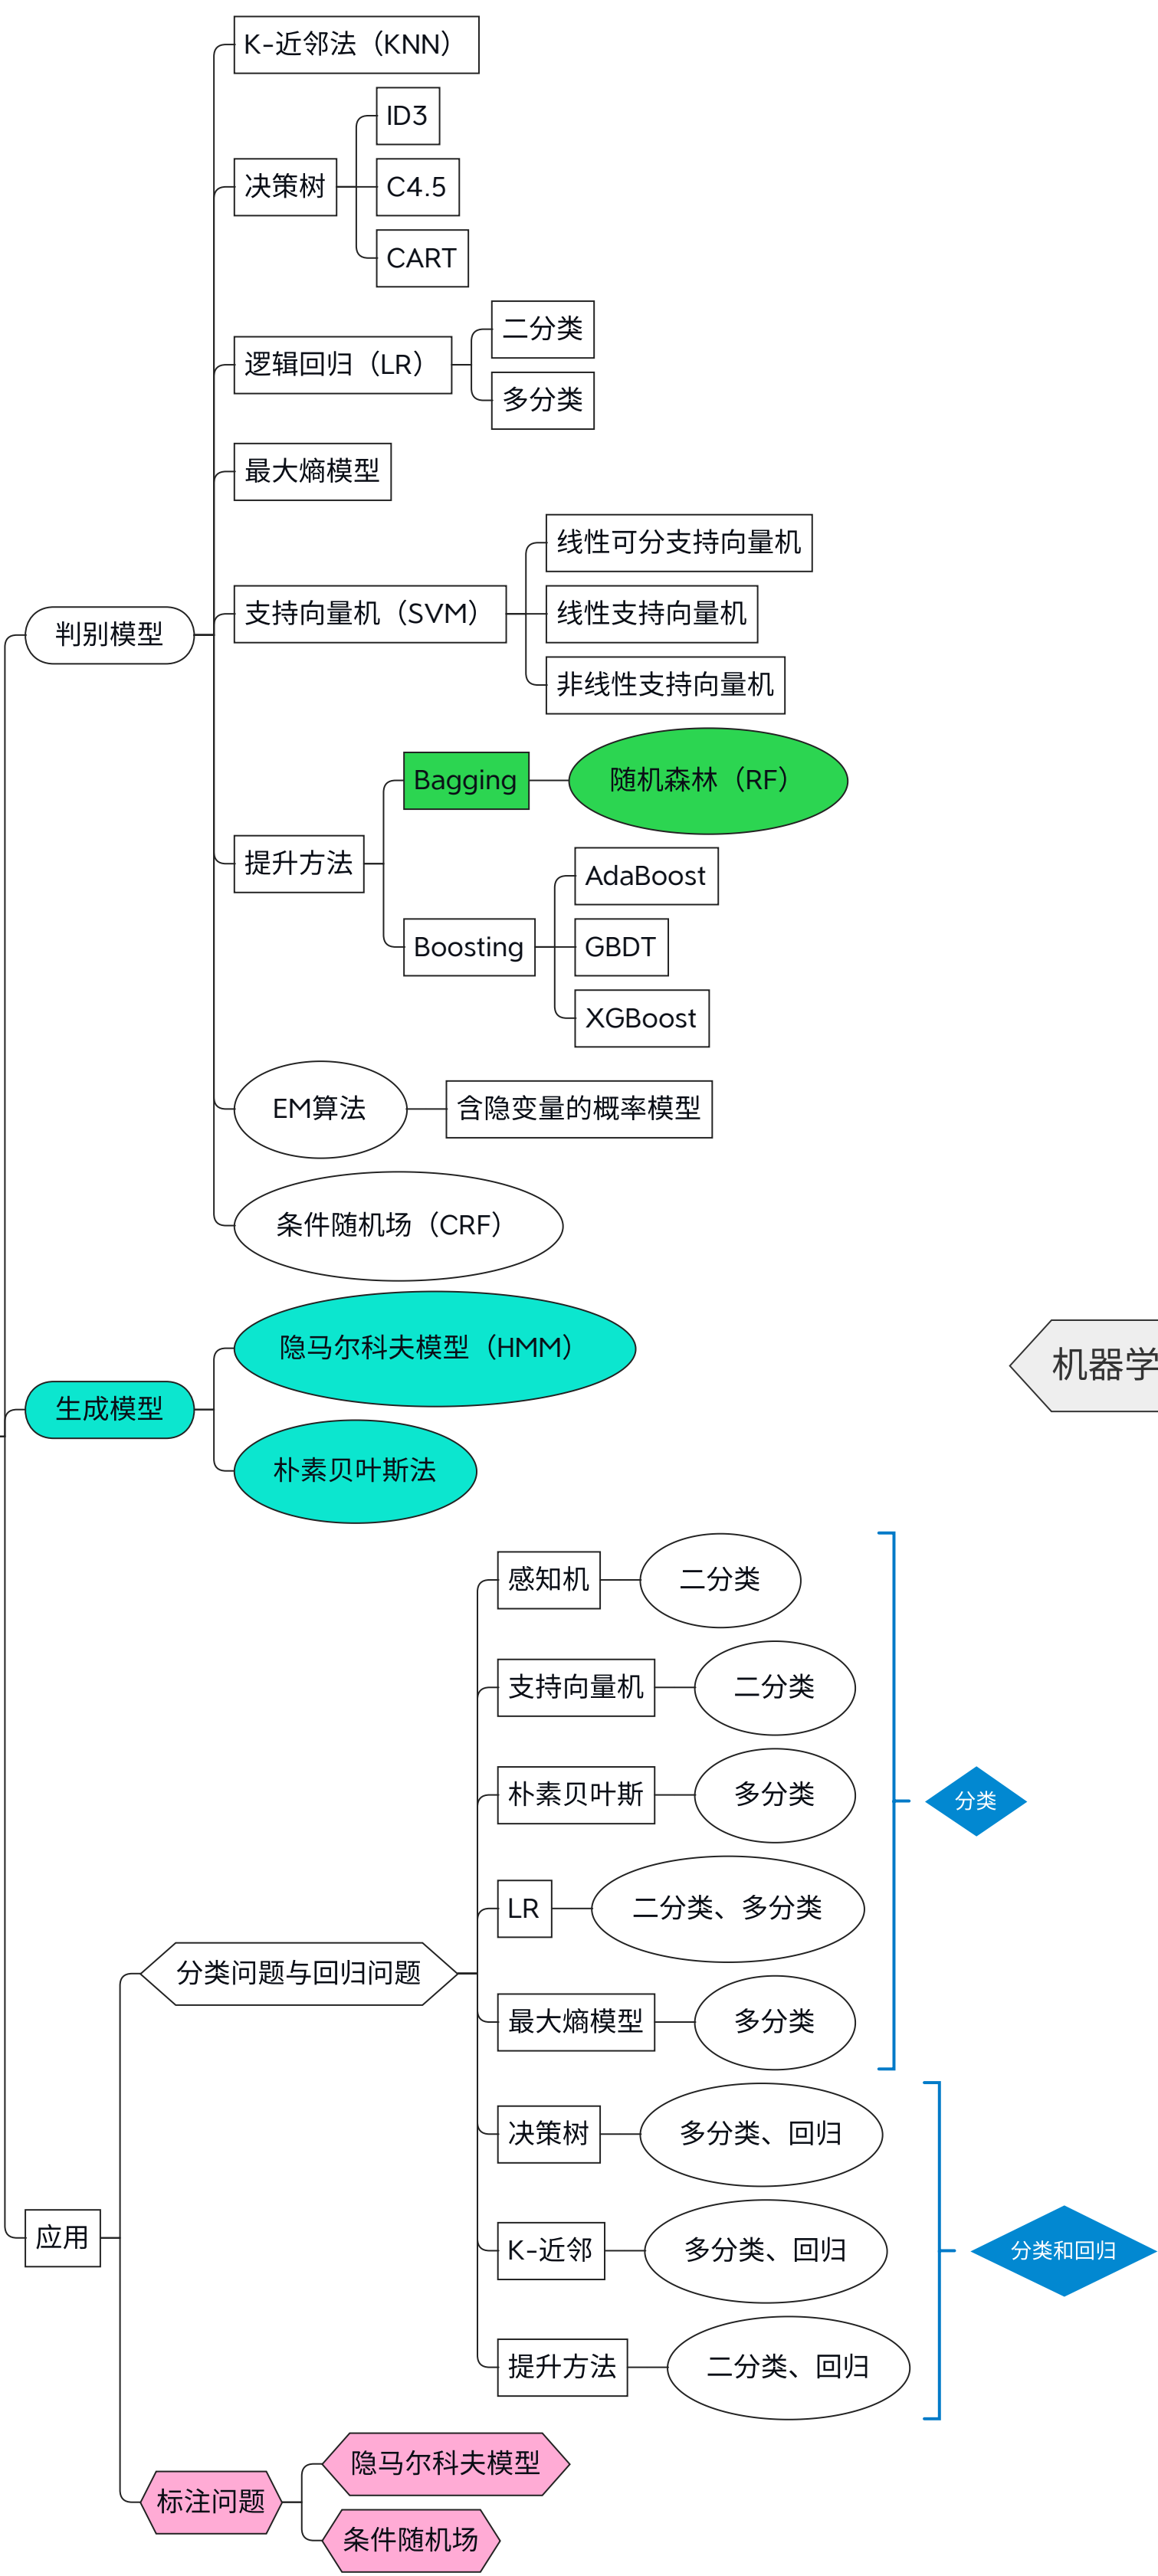 K-近邻法（KNN）
ID3
决策树
C4.5
CART
二分类
逻辑回归（LR）
多分类
最大熵模型
线性可分支持向量机
支持向量机（SVM）
线性支持向量机
判别模型
非线性支持向量机
Bagging
随机森林（RF）
提升方法
AdaBoost
Boosting
GBDT
XGBoost
EM算法
含隐变量的概率模型
条件随机场（CRF）
隐马尔科夫模型（HMM）
机器学
生成模型
朴素贝叶斯法
感知机
二分类
支持向量机
二分类
朴素贝叶斯
多分类
分类
LR
二分类、多分类
分类问题与回归问题
最大熵模型
多分类
决策树
多分类、回归
应用
K-近邻
多分类、回归
分类和回归
提升方法
二分类、回归
隐马尔科夫模型
标注问题
条件随机场